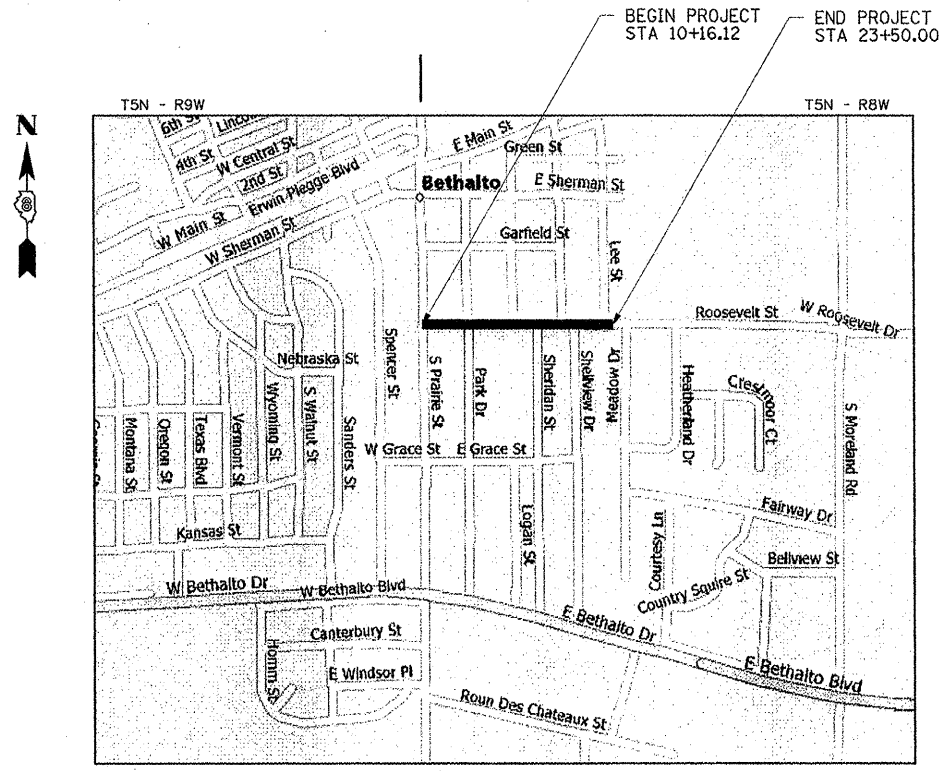 BEGIN PROJECT
STA 10+16.12
END PROJECT
STA 23+50.00
T5N - R9W
T5N - R8W
N
6th St
4th St
W Central St
2nd St
Erwin Plegge Blvd
W Main St
W Sherman St
E Main St
Green St
Bethalto
E Sherman St
Garfield St
Lee St
Roosevelt St
W Roosevelt Dr
Nebraska St
Spencer St
S Prairie St
Park Dr
Sheridan St
Shellview Dr
Meadow Dr
Heatherland Dr
Crestmoor Ct
S Moreland Rd
Montana St
Oregon St
Texas Blvd
Vermont St
Wyoming St
S Walnut St
Sanders St
W Grace St
E Grace St
Logan St
Kansas St
Courtesy Ln
Fairway Dr
Bellview St
Country Squire St
W Bethalto Dr
W Bethalto Blvd
E Bethalto Dr
E Bethalto Blvd
Canterbury St
Homm St
E Windsor Pl
Roun Des Chateaux St